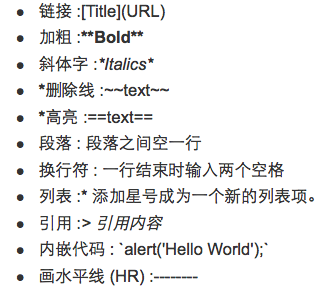 链接 :[Title](URL)
加粗 :**Bold**
斜体字 :*Italics*
*删除线 :~~text~~
*高亮 :==text==
段落 : 段落之间空一行
换行符 : 一行结束时输入两个空格
列表 :* 添加星号成为一个新的列表项。
引用 :> 引用内容
内嵌代码 : `alert('Hello World');`
画水平线 (HR) :--------